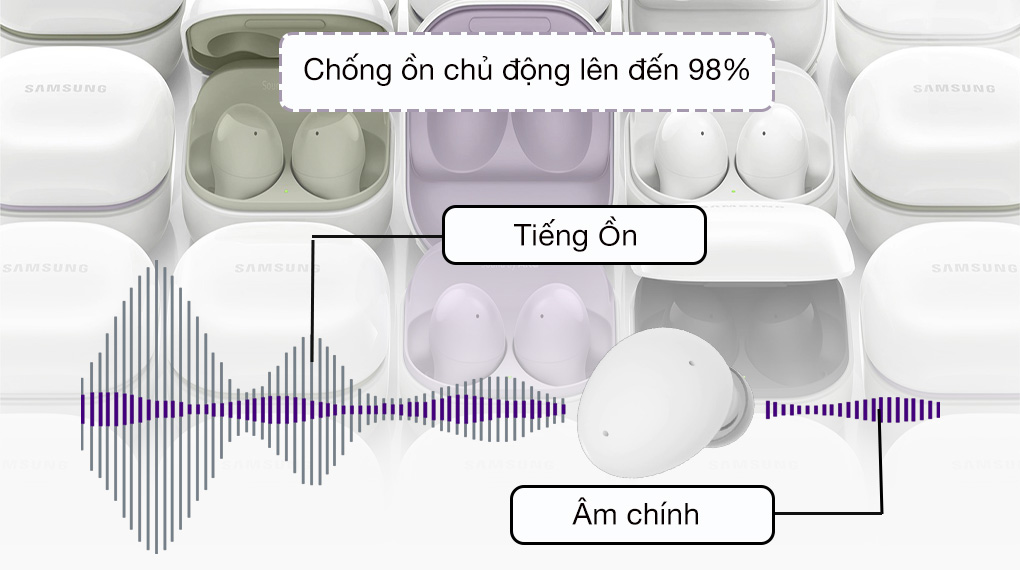 Chống ồn chủ động lên đến 98%
SAMSUNG
SAMSUNG
Tiếng Ồn
SAMSUNG
SAMSUNG
SAMSUNG
Âm chính